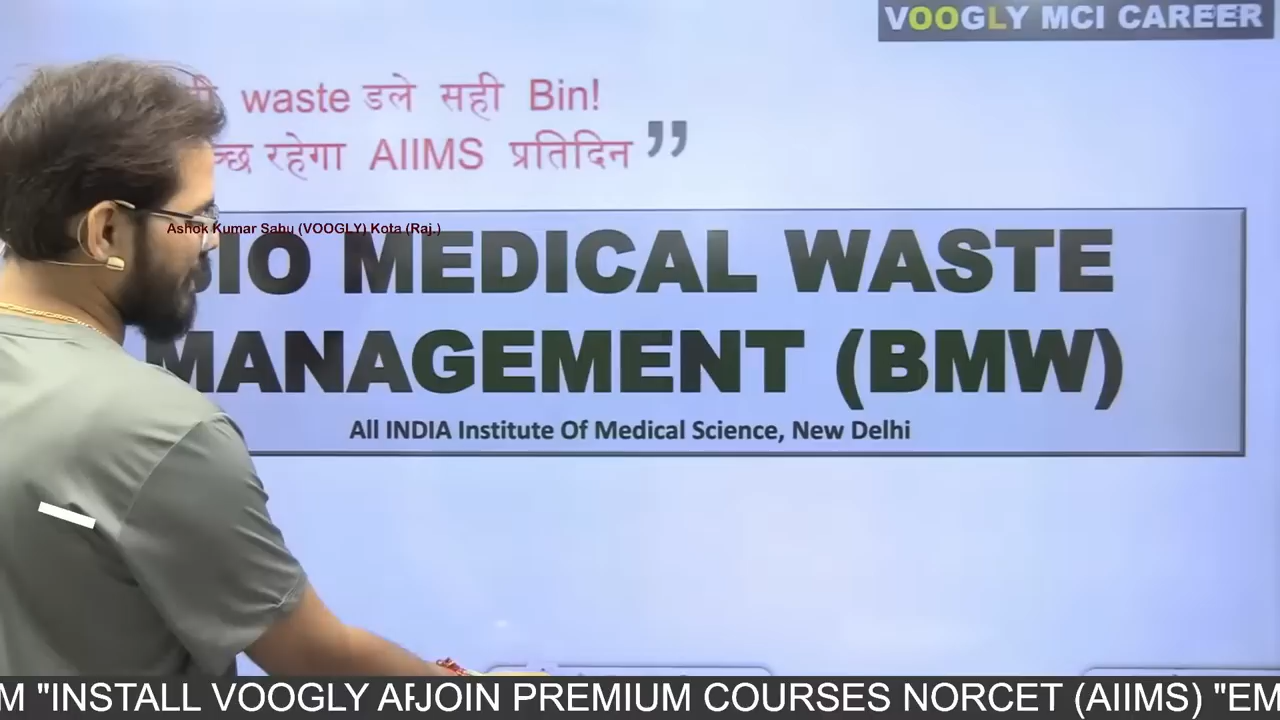 VOOGLY MCI CAREER
waste डले सही Bin!
रहेगा AIIMS प्रतिदिन ”
Ashok Kumar Sahu (VOOGLY) Kota (Raj.)
MEDICAL WASTE
MANAGEMENT (BMW)
All INDIA Institute Of Medical Science, New Delhi
M "INSTALL VOOGLY JOIN PREMIUM COURSES NORCET (AIIMS) "EM